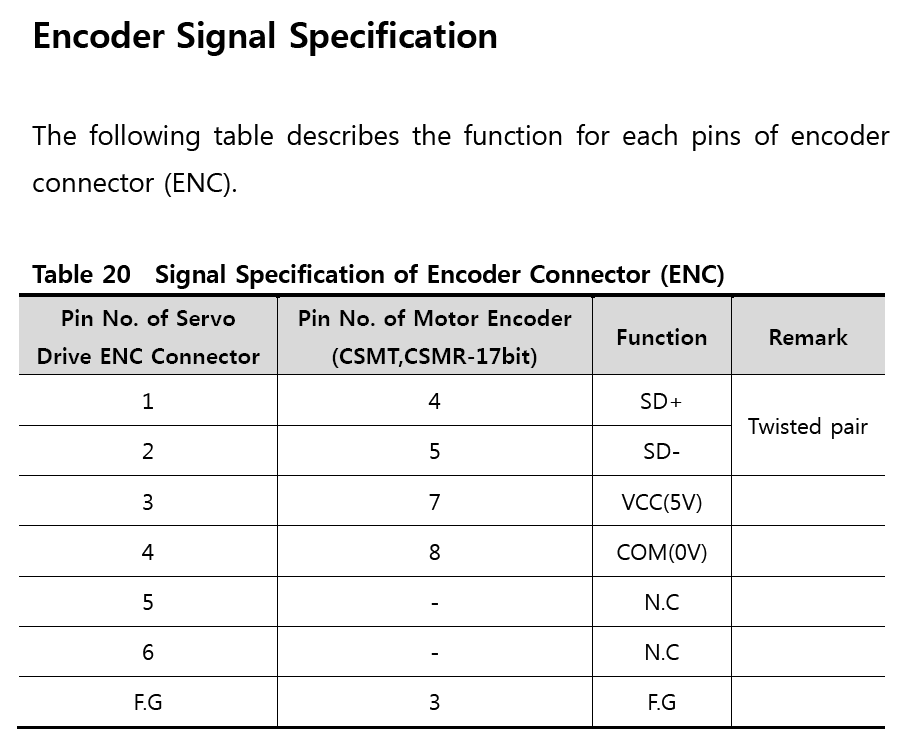 Encoder Signal Specification
The following table describes the function for each pins of encoder
connector (ENC).
Table 20 Signal Specification of Encoder Connector (ENC)
Pin No. of Servo
Drive ENC Connector
Pin No. of Motor Encoder
(CSMT,CSMR-17bit)
Function
Remark
1
4
SD+
Twisted pair
2
5
SD-
3
7
VCC(5V)
4
8
COM(0V)
5
-
N.C
6
-
N.C
F.G
3
F.G